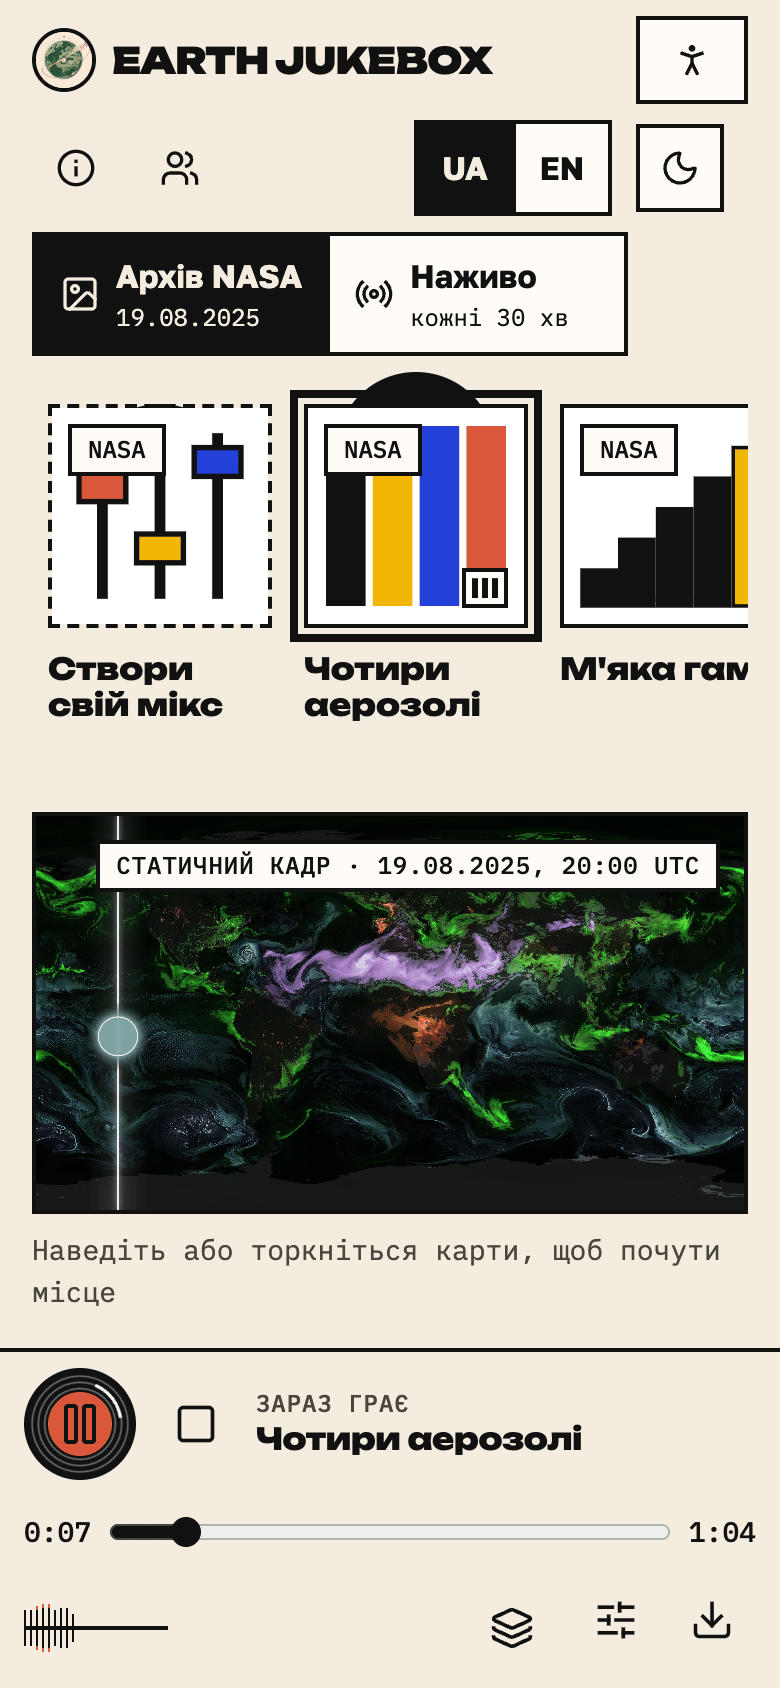 EARTH JUKEBOX
UA EN
Архів NASA
19.08.2025
Наживо
кожні 30 хв
NASA
NASA
NASA
Створи
свій мікс
Чотири
аерозолі
М'яка гам
СТАТИЧНИЙ КАДР · 19.08.2025, 20:00 UTC
Наведіть або торкніться карти, щоб почути
місце
ЗАРАЗ ГРАЄ
Чотири аерозолі
0:07
1:04